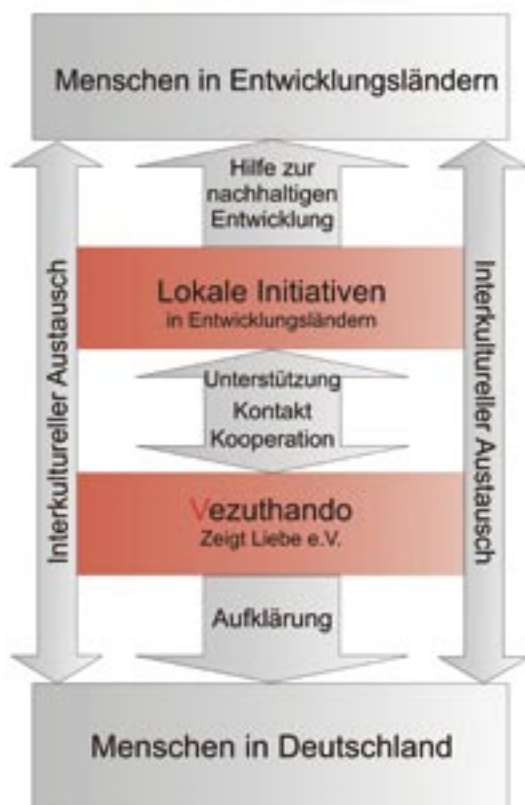 Menschen in Entwicklungsländern
Hilfe zur
nachhaltigen
Entwicklung
Interkultureller Austausch
Interkultureller Austausch
Lokale Initiativen
in Entwicklungsländern
Unterstützung
Kontakt
Kooperation
Vezuthando
Zeigt Liebe e.V.
Aufklärung
Menschen in Deutschland